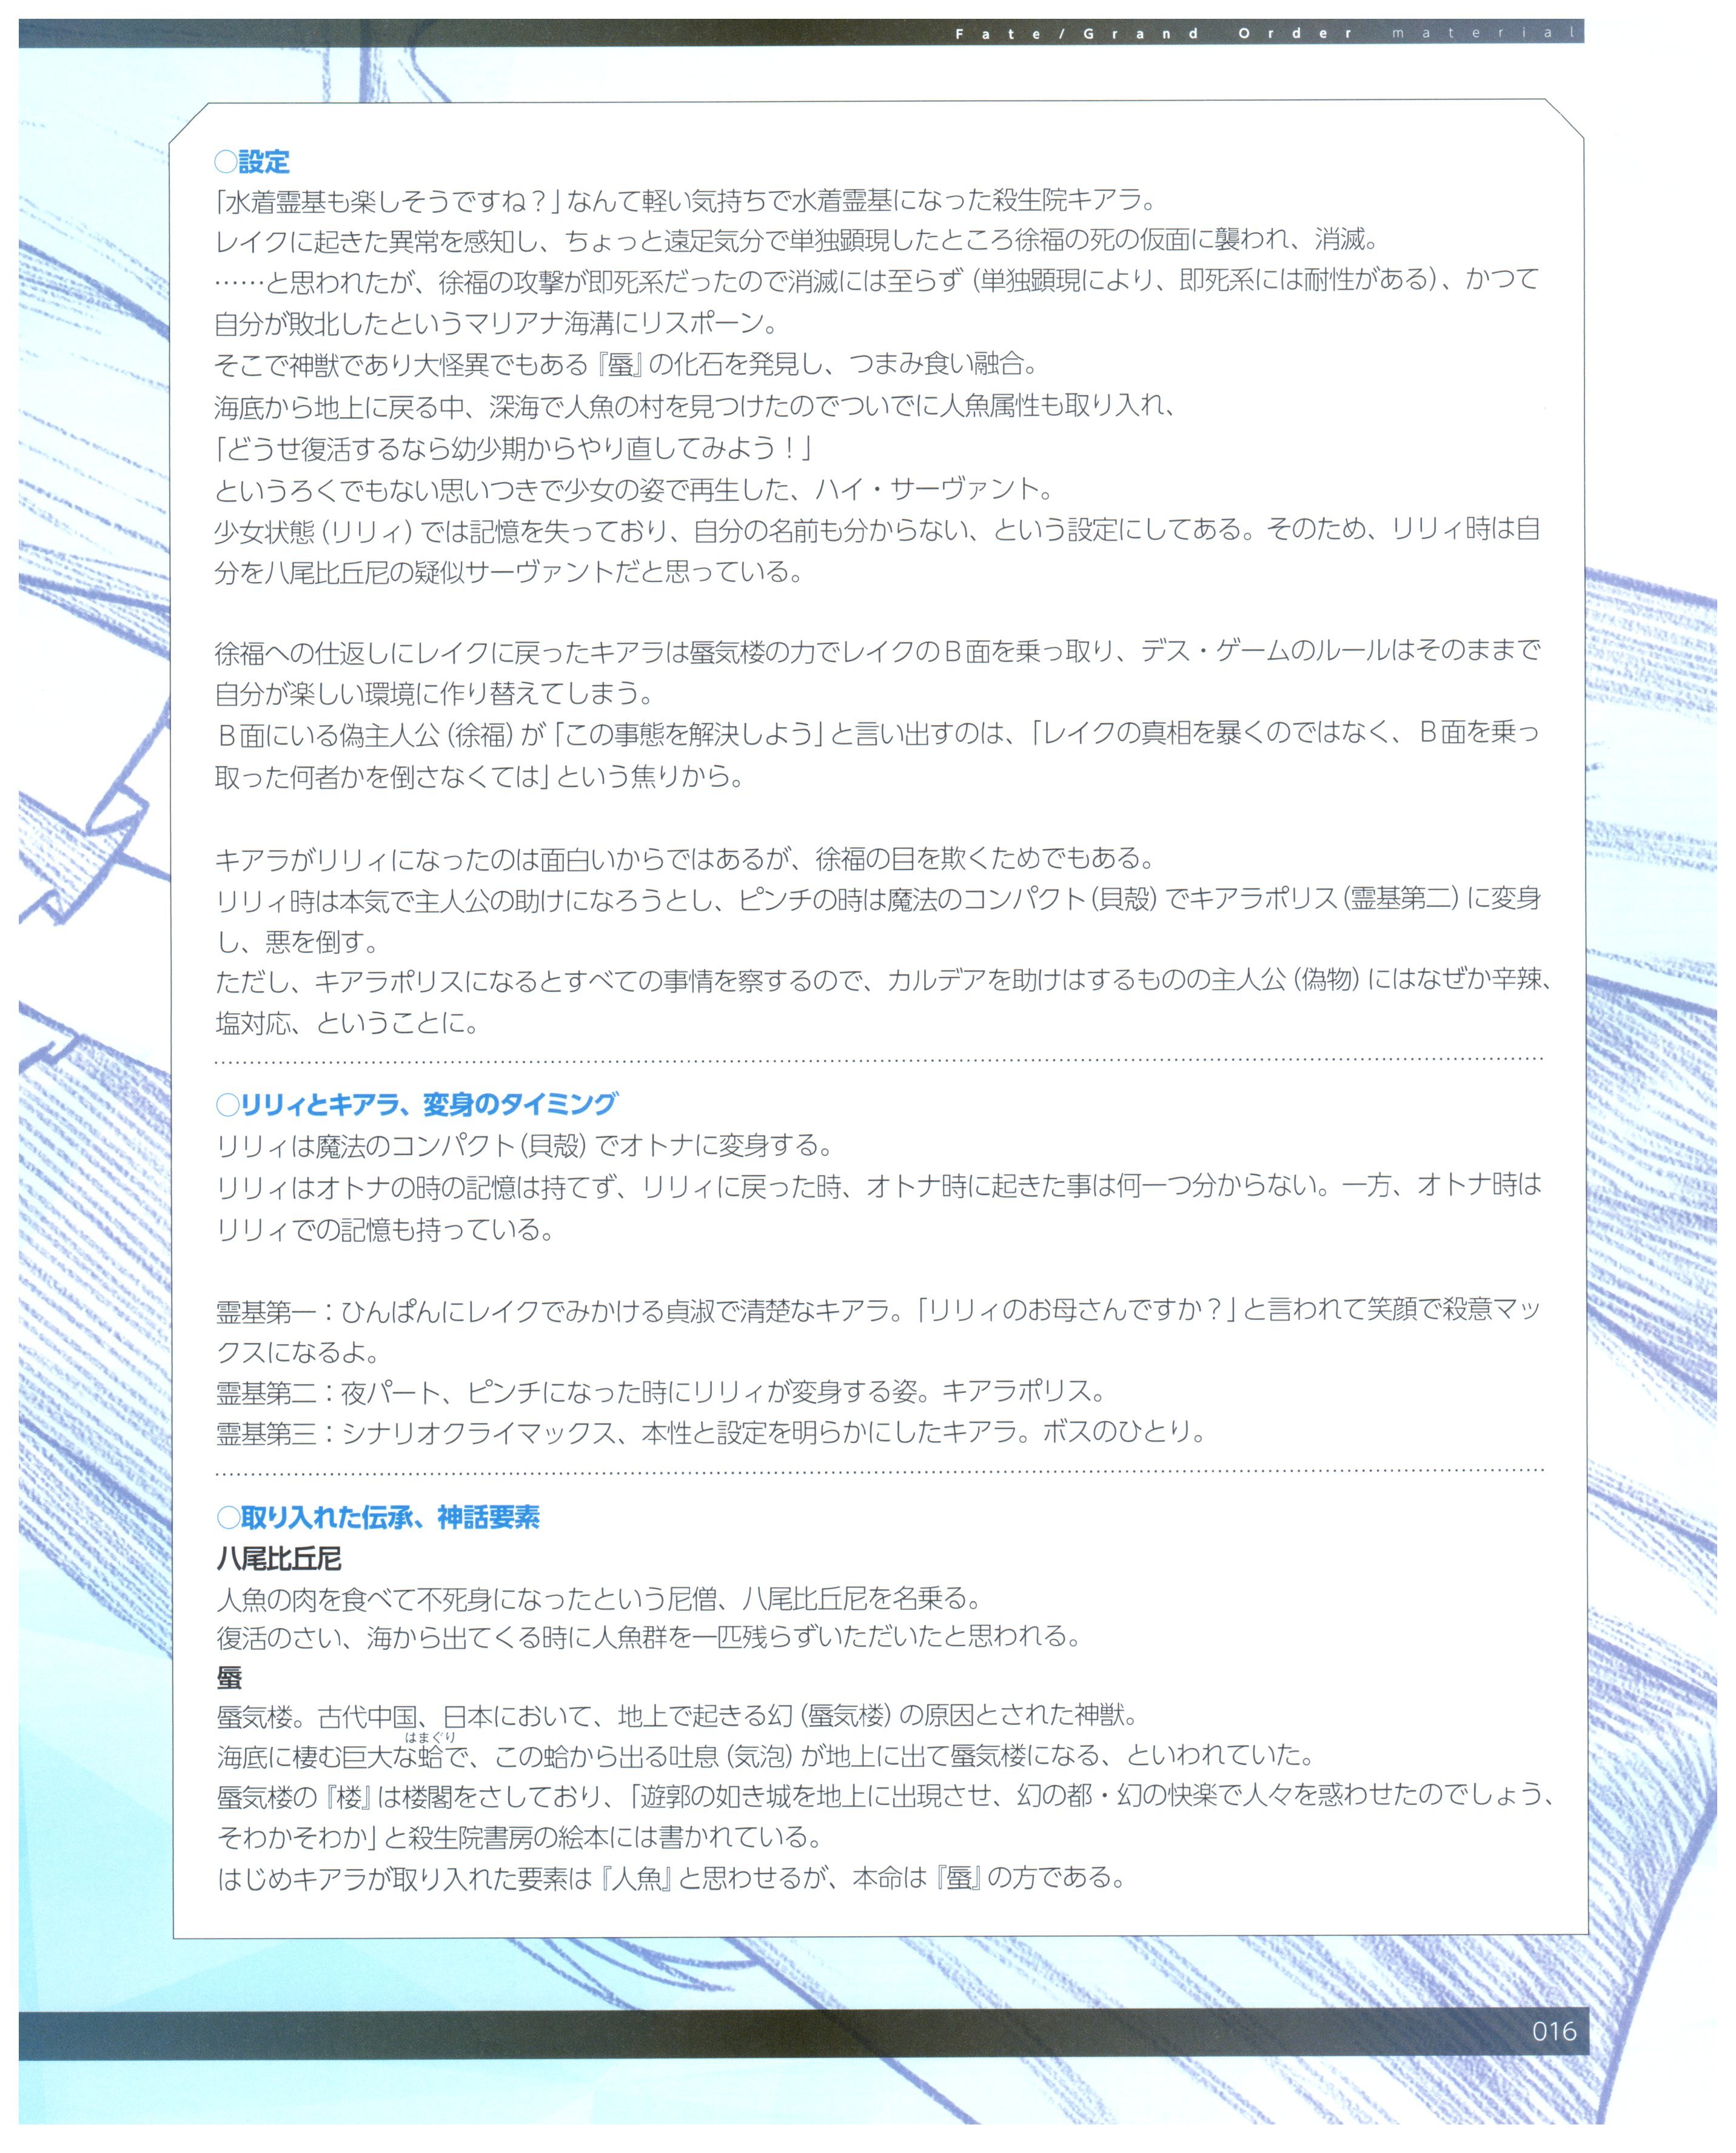 Fate/Grand Order material
○設定
「水着霊基も楽しそうですね？」なんて軽い気持ちで水着霊基になった殺生院キアラ。
レイクに起きた異常を感知し、ちょっと遠足気分で単独顕現したところ徐福の死の仮面に襲われ、消滅。
……と思われたが、徐福の攻撃が即死系だったので消滅には至らず（単独顕現により、即死系には耐性がある）、かつて
自分が敗北したというマリアナ海溝にリスポーン。
そこで神獣であり大怪異でもある『蜃』の化石を発見し、つまみ食い融合。
海底から地上に戻る中、深海で人魚の村を見つけたのでついでに人魚属性も取り入れ、
「どうせ復活するなら幼少期からやり直してみよう！」
というろくでもない思いつきで少女の姿で再生した、ハイ・サーヴァント。
少女状態（リリィ）では記憶を失っており、自分の名前も分からない、という設定にしてある。そのため、リリィ時は自
分を八尾比丘尼の疑似サーヴァントだと思っている。
徐福への仕返しにレイクに戻ったキアラは蜃気楼の力でレイクのＢ面を乗っ取り、デス・ゲームのルールはそのままで
自分が楽しい環境に作り替えてしまう。
Ｂ面にいる偽主人公（徐福）が「この事態を解決しよう」と言い出すのは、「レイクの真相を暴くのではなく、Ｂ面を乗っ
取った何者かを倒さなくては」という焦りから。
キアラがリリィになったのは面白いからではあるが、徐福の目を欺くためでもある。
リリィ時は本気で主人公の助けになろうとし、ピンチの時は魔法のコンパクト（貝殻）でキアラポリス（霊基第二）に変身
し、悪を倒す。
ただし、キアラポリスになるとすべての事情を察するので、カルデアを助けはするものの主人公（偽物）にはなぜか辛辣、
塩対応、ということに。
○リリィとキアラ、変身のタイミング
リリィは魔法のコンパクト（貝殻）でオトナに変身する。
リリィはオトナの時の記憶は持てず、リリィに戻った時、オトナ時に起きた事は何一つ分からない。一方、オトナ時は
リリィでの記憶も持っている。
霊基第一：ひんぱんにレイクでみかける貞淑で清楚なキアラ。「リリィのお母さんですか？」と言われて笑顔で殺意マッ
クスになるよ。
霊基第二：夜パート、ピンチになった時にリリィが変身する姿。キアラポリス。
霊基第三：シナリオクライマックス、本性と設定を明らかにしたキアラ。ボスのひとり。
○取り入れた伝承、神話要素
八尾比丘尼
人魚の肉を食べて不死身になったという尼僧、八尾比丘尼を名乗る。
復活のさい、海から出てくる時に人魚群を一匹残らずいただいたと思われる。
蜃
蜃気楼。古代中国、日本において、地上で起きる幻（蜃気楼）の原因とされた神獣。
はまぐり
海底に棲む巨大な蛤で、この蛤から出る吐息（気泡）が地上に出て蜃気楼になる、といわれていた。
蜃気楼の『楼』は楼閣をさしており、「遊郭の如き城を地上に出現させ、幻の都・幻の快楽で人々を惑わせたのでしょう、
そわかそわか」と殺生院書房の絵本には書かれている。
はじめキアラが取り入れた要素は『人魚』と思わせるが、本命は『蜃』の方である。
016